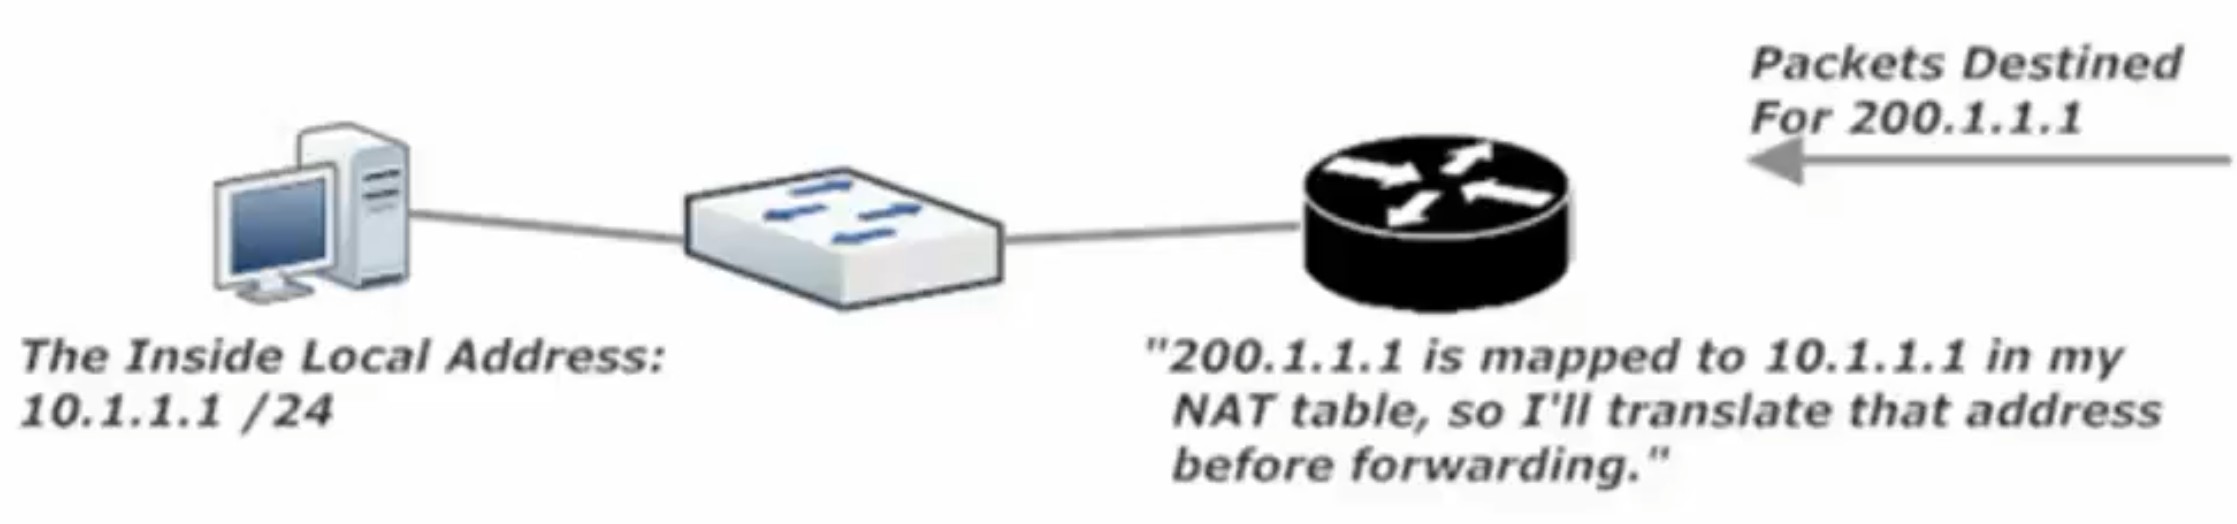 Packets Destined
For 200.1.1.1
The Inside Local Address:
10.1.1.1 /24
"200.1.1.1 is mapped to 10.1.1.1 in my
NAT table, so I'll translate that address
before forwarding."